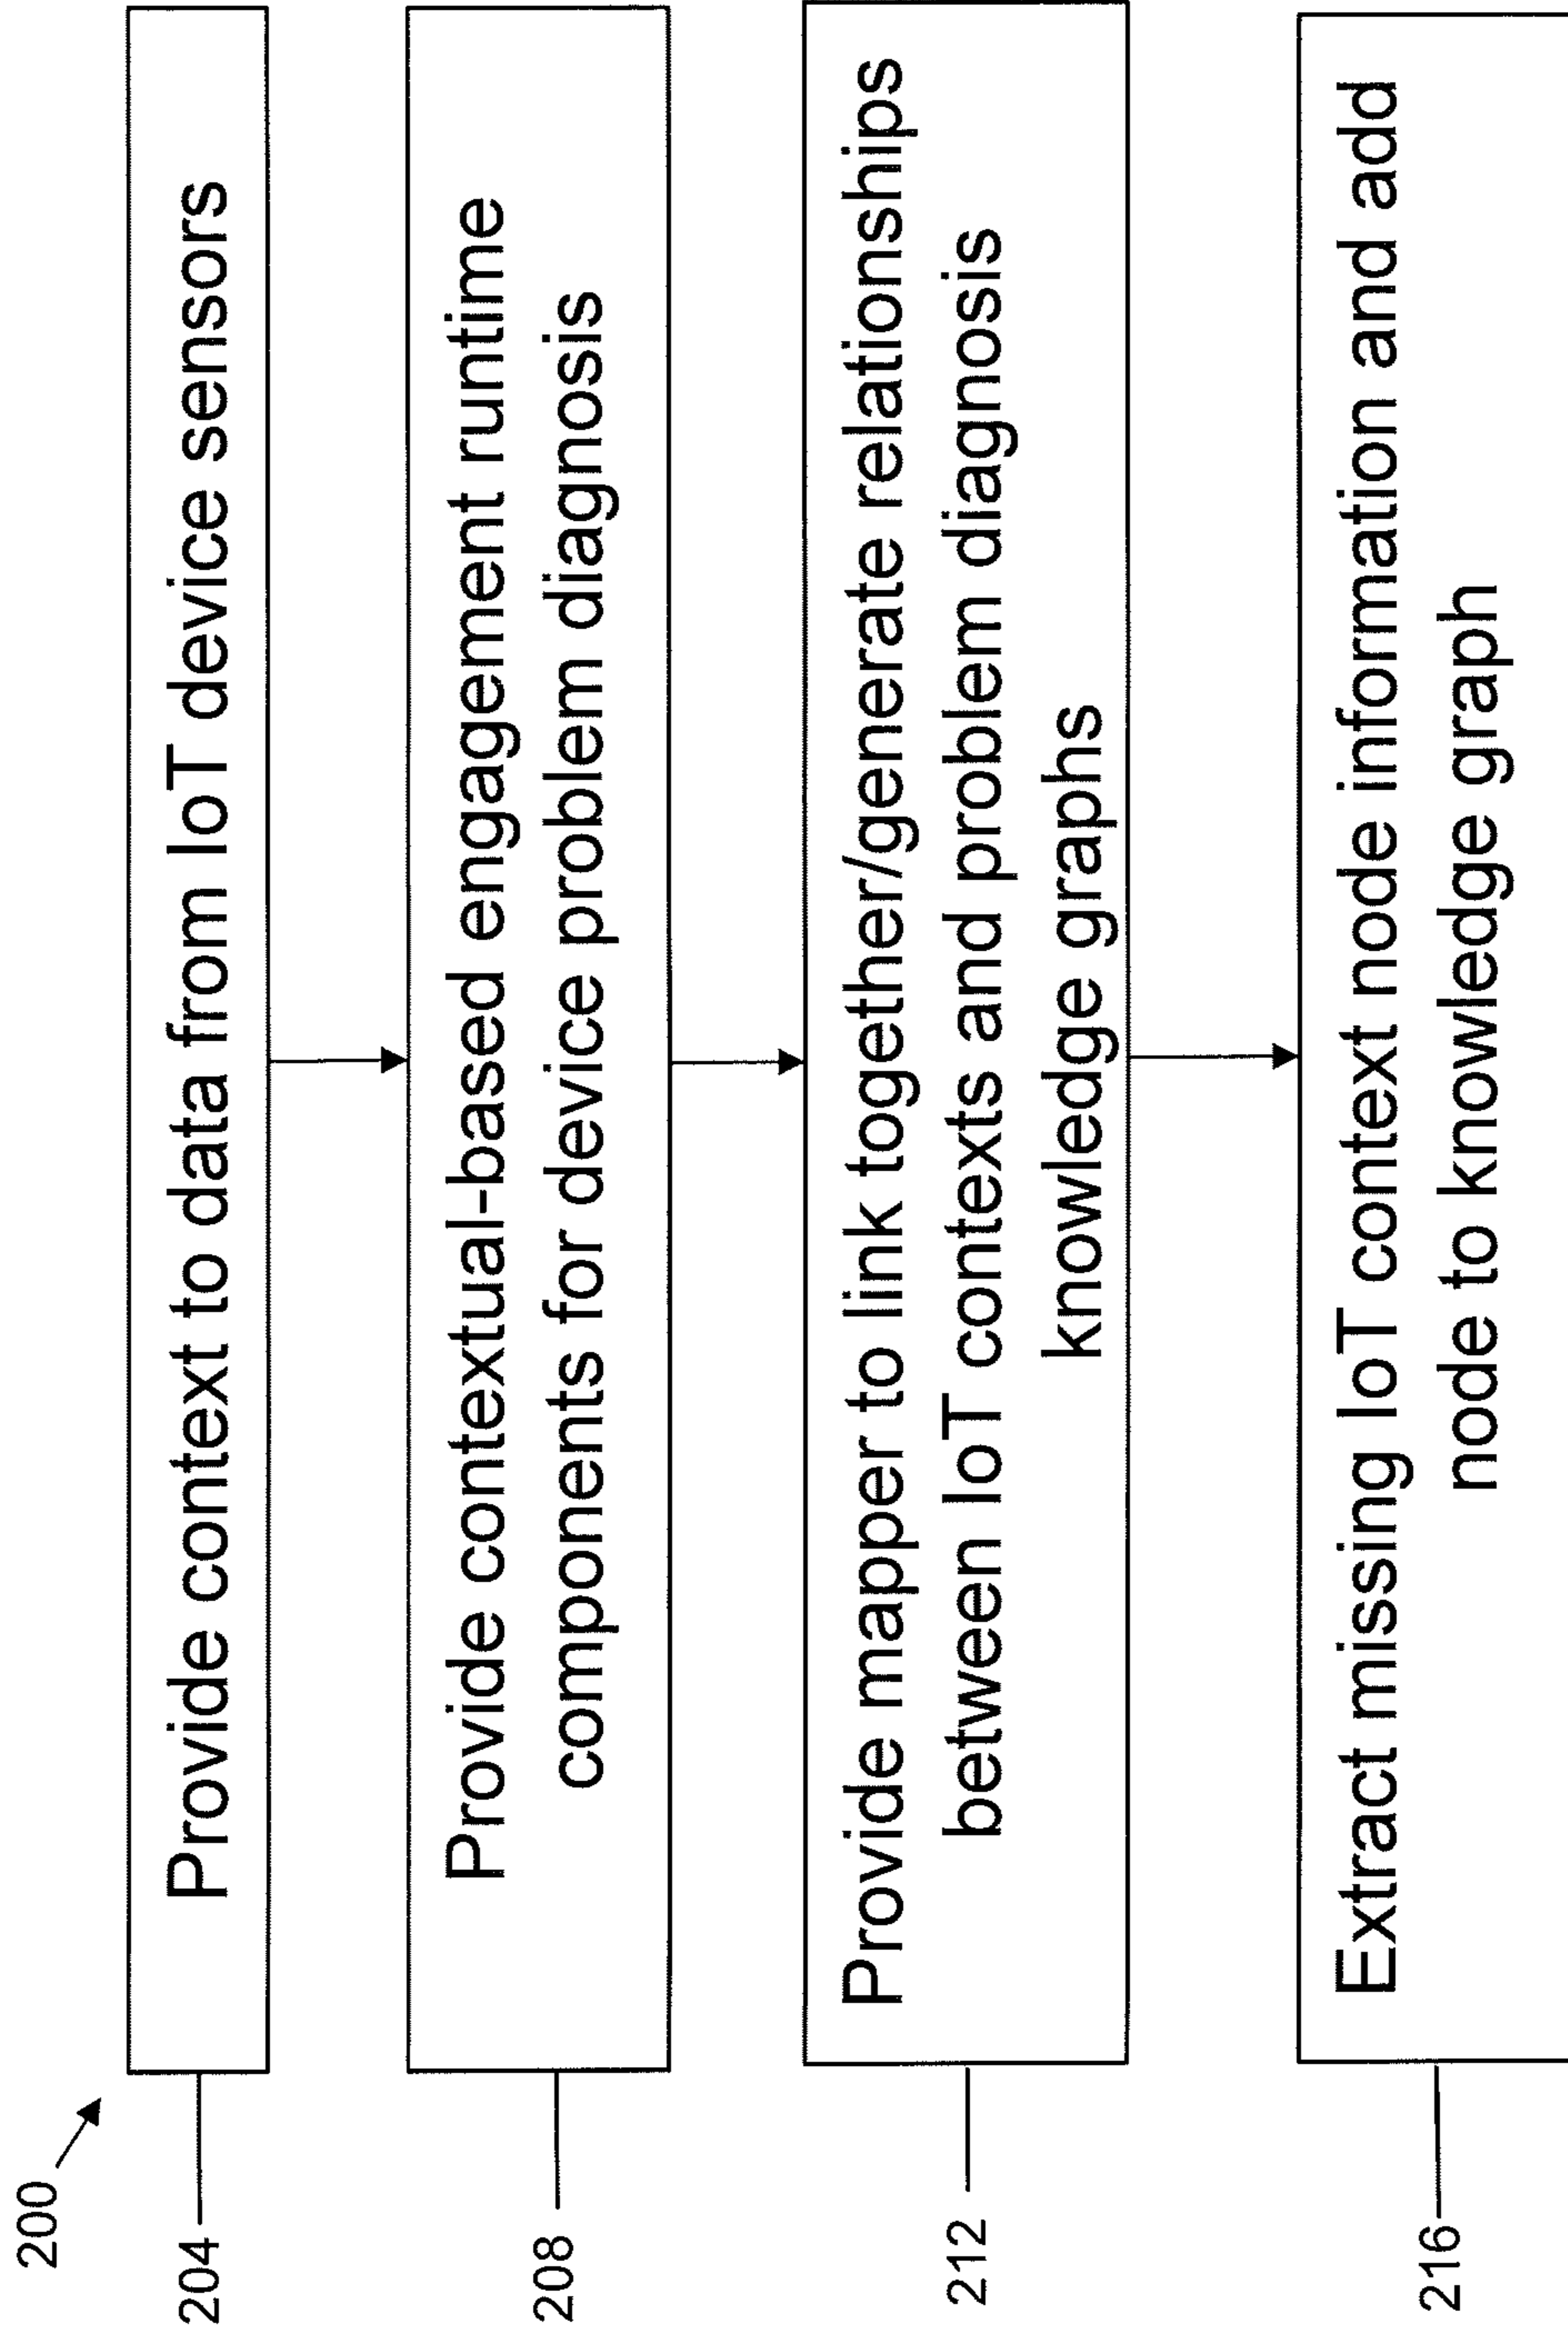 200
204
Provide context to data from IoT device sensors
208
Provide contextual-based engagement runtime
components for device problem diagnosis
212
Provide mapper to link together/generate relationships
between IoT contexts and problem diagnosis
knowledge graphs
216
Extract missing IoT context node information and add
node to knowledge graph